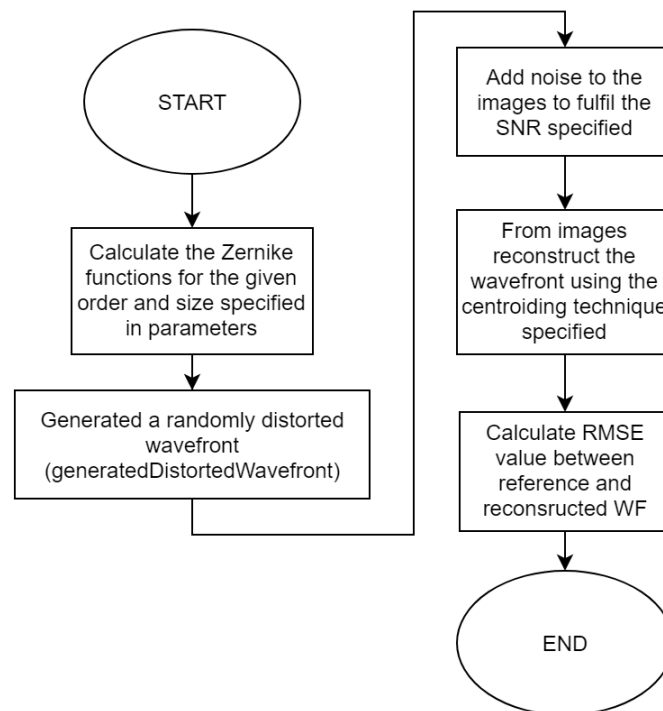 START
Calculate the Zernike
functions for the given
order and size specified
in parameters
Generated a randomly distorted
wavefront
(generatedDistortedWavefront)
Add noise to the
images to fulfil the
SNR specified
From images
reconstruct the
wavefront using the
centroiding technique
specified
Calculate RMSE
value between
reference and
reconsructed WF
END